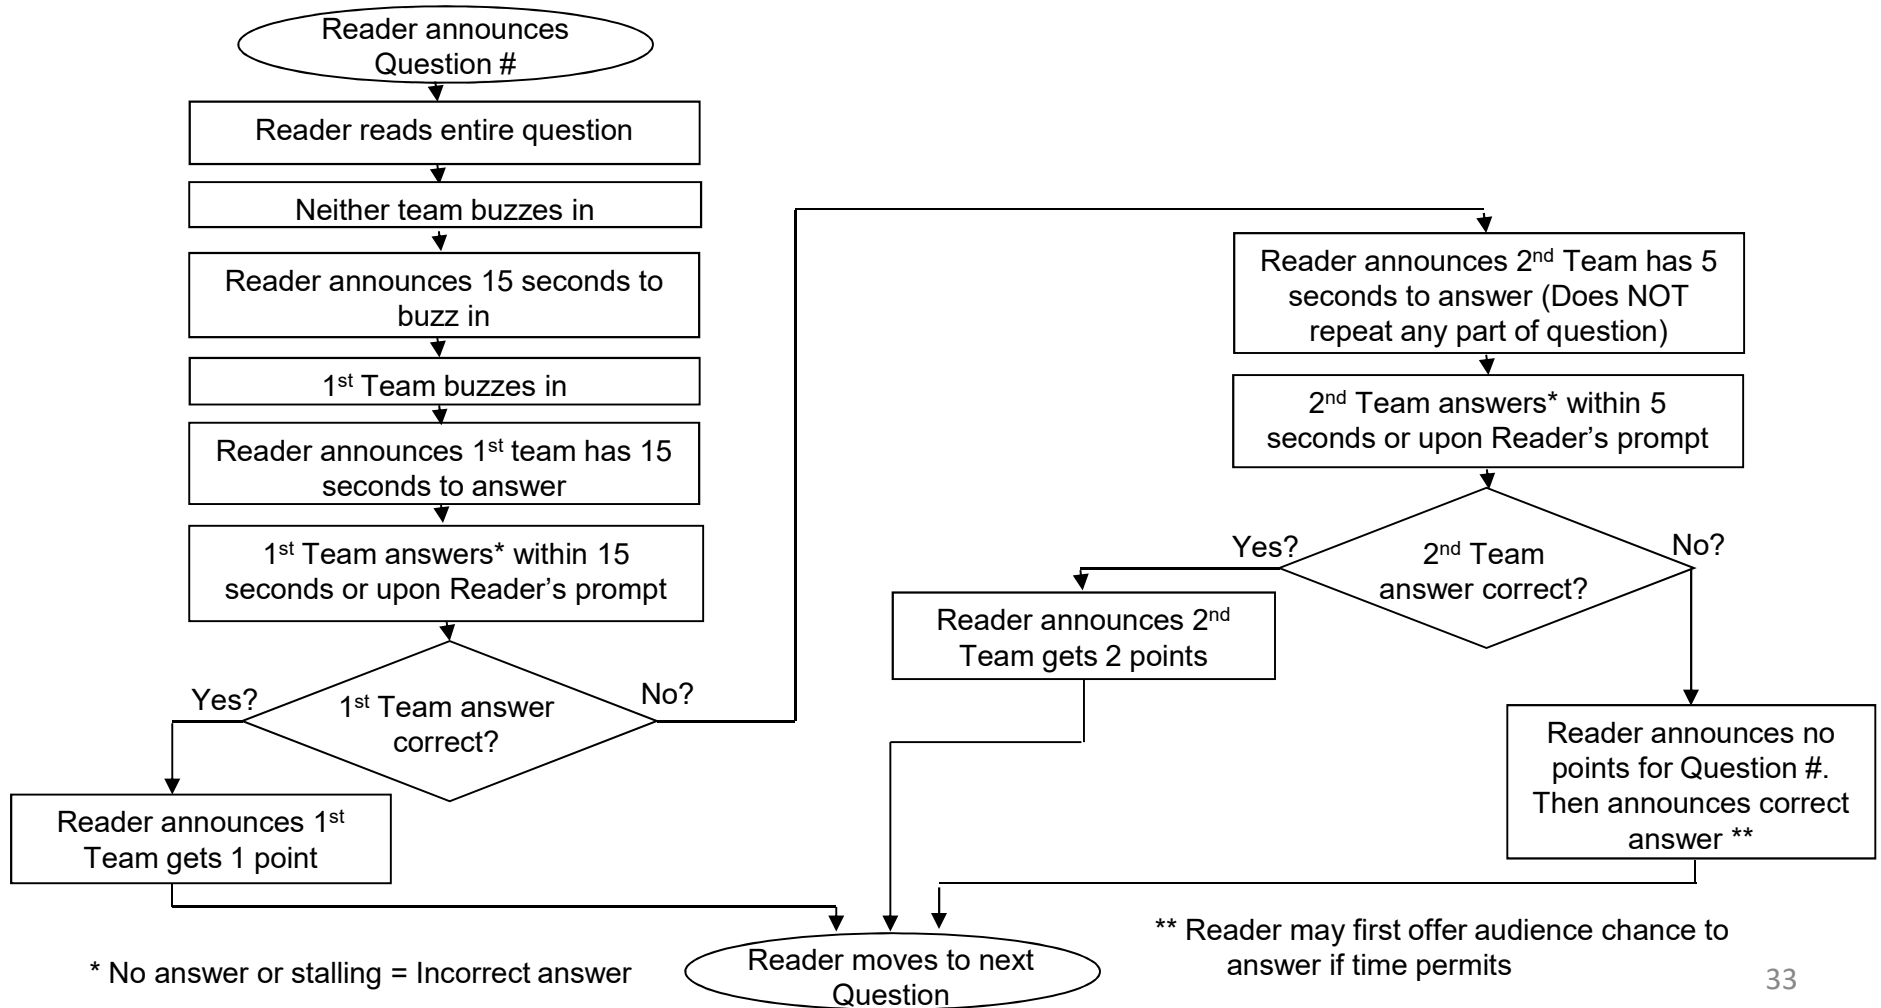 Reader announces
Question #
Reader reads entire question
Neither team buzzes in
Reader announces 15 seconds to
buzz in
1st Team buzzes in
Reader announces 1st team has 15
seconds to answer
1st Team answers* within 15
seconds or upon Reader’s prompt
Yes?
1st Team answer
correct?
No?
Reader announces 1st
Team gets 1 point
Reader announces 2nd Team has 5
seconds to answer (Does NOT
repeat any part of question)
2nd Team answers* within 5
seconds or upon Reader’s prompt
Yes?
2nd Team
answer correct?
No?
Reader announces 2nd
Team gets 2 points
Reader announces no
points for Question #.
Then announces correct
answer **
Reader moves to next
Question
* No answer or stalling = Incorrect answer
** Reader may first offer audience chance to
answer if time permits
33